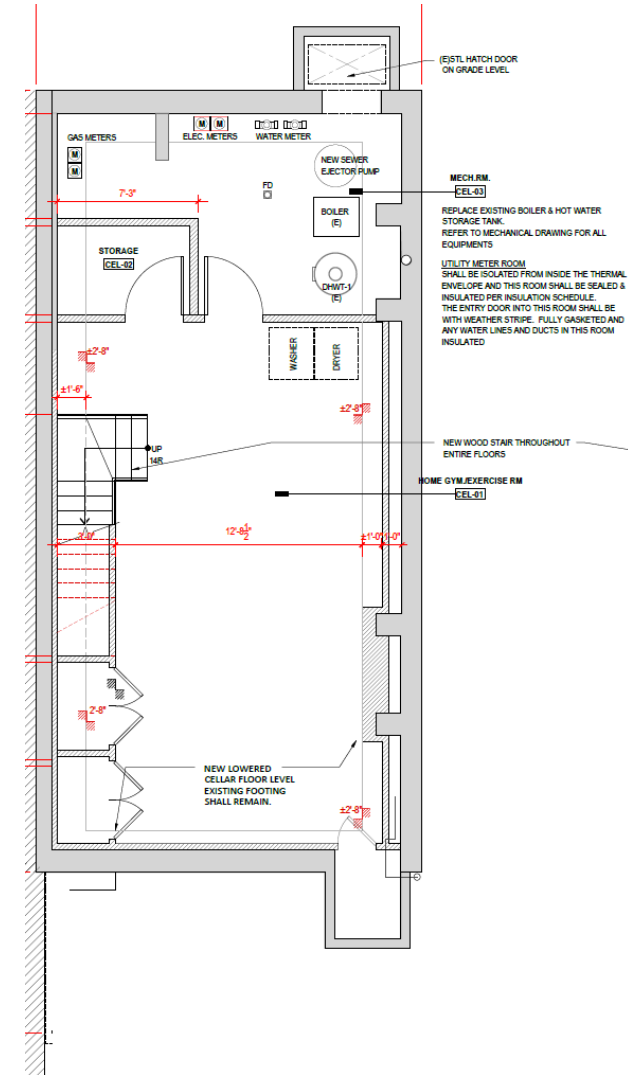 (E)STL HATCH DOOR
ON GRADE LEVEL
GAS METERS
M
M
M
M
ELEC. METERS
WATER METER
NEW SEWER
EJECTOR PUMP
FD
7'-3"
BOILER
(E)
MECH.RM.
CEL-03
REPLACE EXISTING BOILER & HOT WATER
STORAGE TANK.
REFER TO MECHANICAL DRAWING FOR ALL
EQUIPMENTS
UTILITY METER ROOM
SHALL BE ISOLATED FROM INSIDE THE THERMAL
ENVELOPE AND THIS ROOM SHALL BE SEALED &
INSULATED PER INSULATION SCHEDULE.
THE ENTRY DOOR INTO THIS ROOM SHALL BE
WITH WEATHER STRIPE. FULLY GASKETED AND
ANY WATER LINES AND DUCTS IN THIS ROOM
INSULATED
STORAGE
CEL-02
DHWT-1
(E)
WASHER
DRYER
±2'-8"
±1'-6"
±2'-8"
UP
14R
NEW WOOD STAIR THROUGHOUT
ENTIRE FLOORS
HOME GYM./EXERCISE RM
CEL-01
3'-0"
12'-8½"
±1'-0"
1'-0"
2'-8"
NEW LOWERED
CELLAR FLOOR LEVEL
EXISTING FOOTING
SHALL REMAIN.
±2'-8"